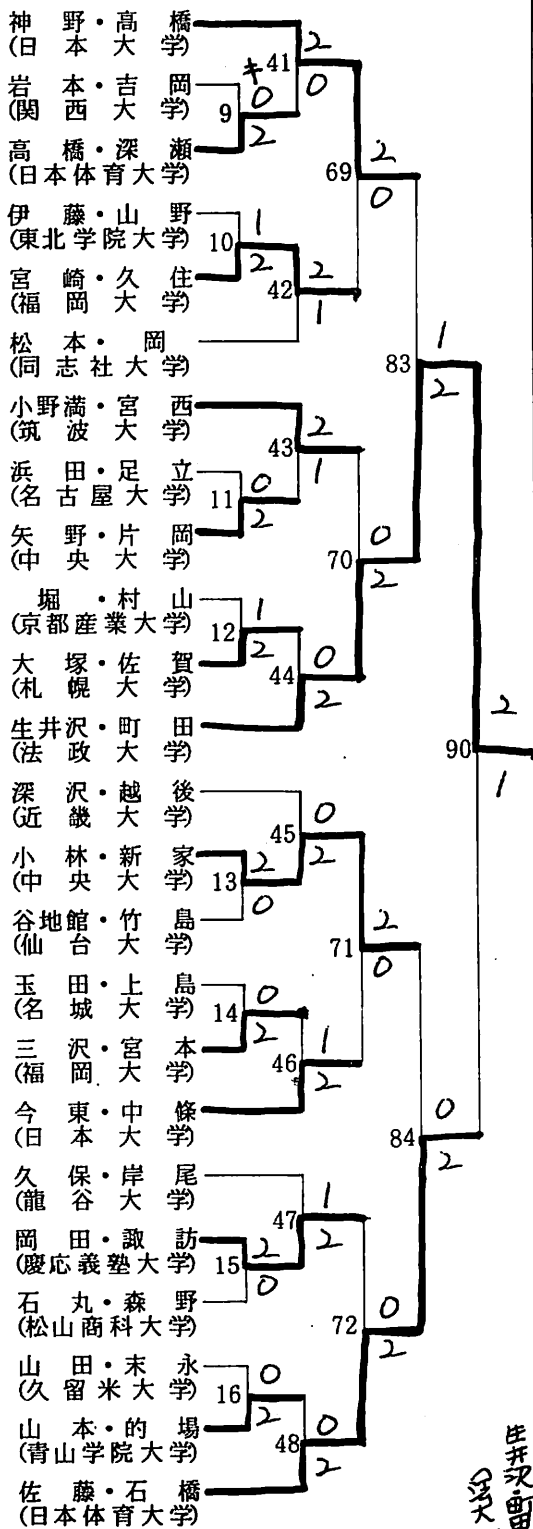 神野・高橋
(日本大学)
岩本・吉岡
(関西大学)
高橋・深瀬
(日本体育大学)
伊藤・山野
(東北学院大学)
宮崎・久住
(福岡大学)
松本・岡
(同志社大学)
小野満・宮西
(筑波大学)
浜田・足立
(名古屋大学)
矢野・片岡
(中央大学)
堀・村山
(京都産業大学)
大塚・佐賀
(札幌大学)
生井沢・町田
(法政大学)
深沢・越後
(近畿大学)
小林・新家
(中央大学)
谷地館・竹島
(仙台大学)
玉田・上島
(名城大学)
三沢・宮本
(福岡大学)
今東・中條
(日本大学)
久保・岸尾
(龍谷大学)
岡田・諏訪
(慶応義塾大学)
石丸・森野
(松山商科大学)
山田・末永
(久留米大学)
山本・的場
(青山学院大学)
佐藤・石橋
(日本体育大学)
9 0 2
10 1 2
11 0 2
12 1 2
13 2 0
14 0 2
15 2 0
16 0 2
キ 41 2 0
42 2 1
43 2 1
44 0 2
45 0 2
46 1 2
47 1 2
48 0 2
69 2 0
70 0 2
71 2 0
72 0 2
83 1 2
84 0 2
90 2 1
生井沢・町田